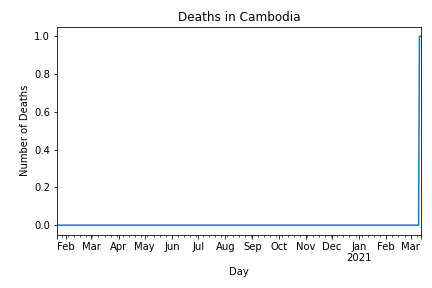 Deaths in Cambodia
Number of Deaths
1.0
0.8
0.6
0.4
0.2
0.0
Feb Mar Apr May Jun Jul Aug Sep Oct Nov Dec Jan Feb Mar
2021
Day